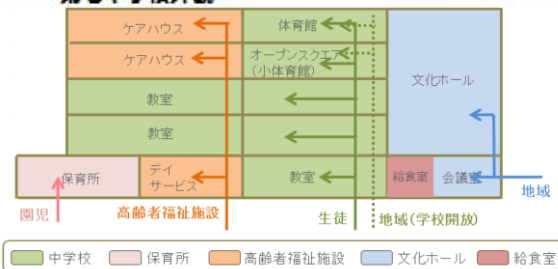 ケアハウス
体育館
ケアハウス
オープンスクエア
(小体育館)
文化ホール
教室
教室
保育所
デイ
サービス
教室
給食室
会議室
園児
高齢者福祉施設
生徒
地域(学校開放)
地域
中学校
保育所
高齢者福祉施設
文化ホール
給食室